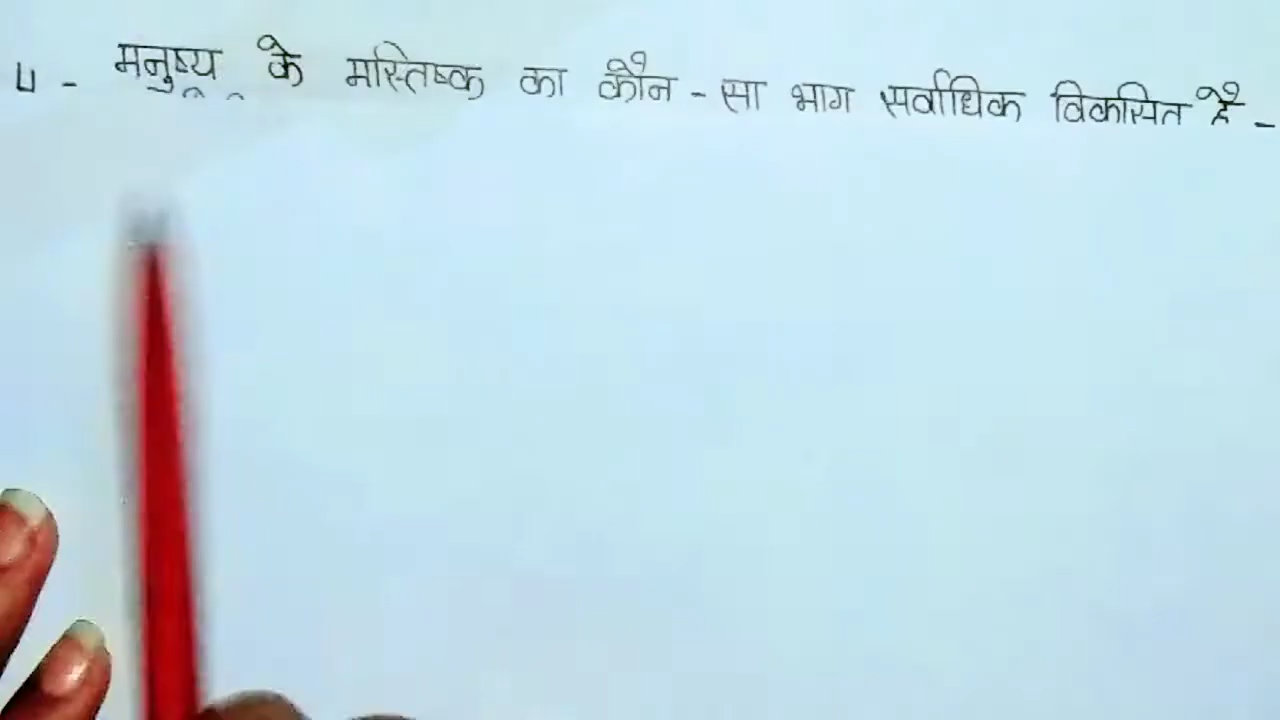 4 - मनुष्य के मस्तिष्क का कौन - सा भाग सर्वाधिक विकसित है -